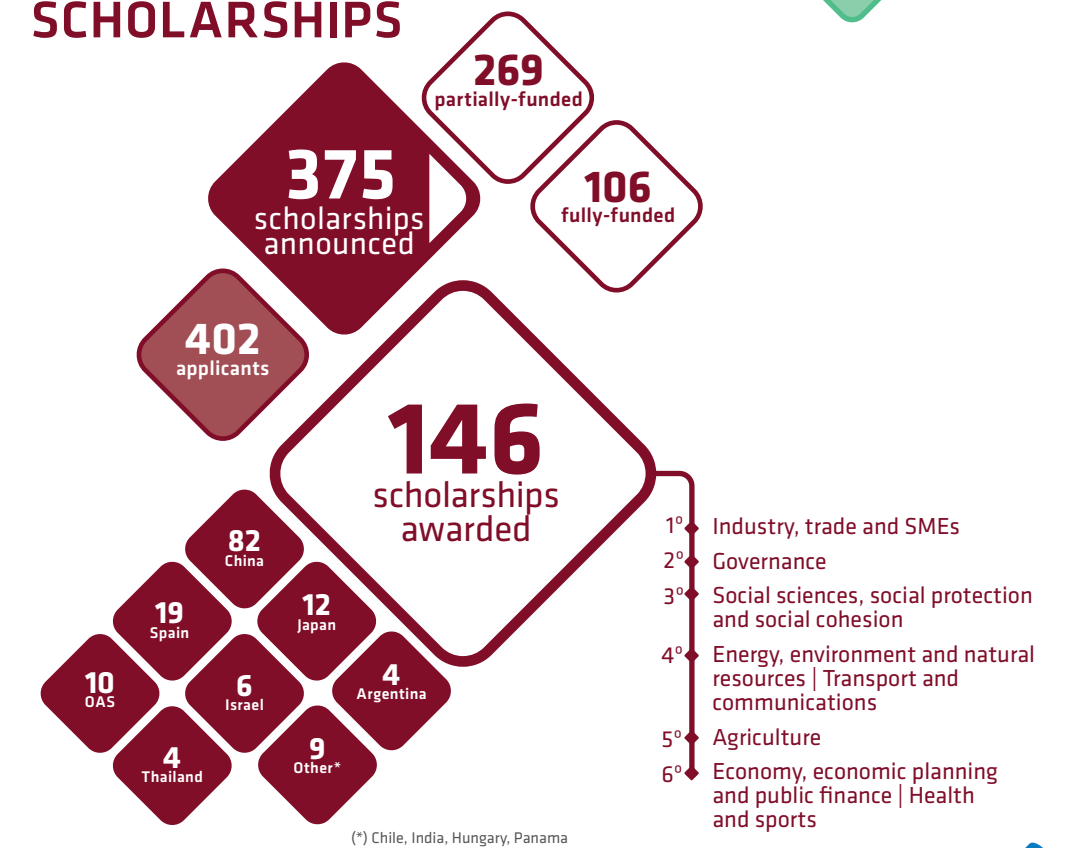 SCHOLARSHIPS
269
partially-funded
375
scholarships
announced
106
fully-funded
402
applicants
146
scholarships
awarded
82
China
19
Spain
12
Japan
10
OAS
6
Israel
4
Argentina
4
Thailand
9
Other*
(*) Chile, India, Hungary, Panama
1º Industry, trade and SMEs
2º Governance
3º Social sciences, social protection
and social cohesion
4º Energy, environment and natural
resources | Transport and
communications
5º Agriculture
6º Economy, economic planning
and public finance | Health
and sports